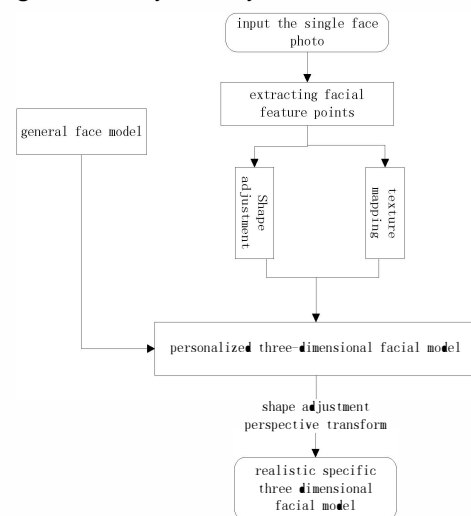 input the single face
photo
extracting facial
feature points
general face model
Shape
adjustment
texture
mapping
personalized three-dimensional facial model
shape adjustment
perspective transform
realistic specific
three dimensional
facial model